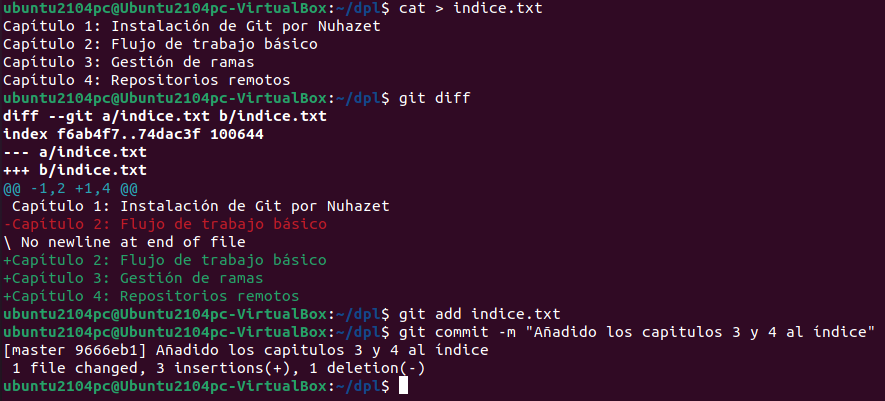 ubuntu2104pc@Ubuntu2104pc-VirtualBox:~/dpl$ cat > indice.txt
Capítulo 1: Instalación de Git por Nuhazet
Capítulo 2: Flujo de trabajo básico
Capítulo 3: Gestión de ramas
Capítulo 4: Repositorios remotos
ubuntu2104pc@Ubuntu2104pc-VirtualBox:~/dpl$ git diff
diff --git a/indice.txt b/indice.txt
index f6ab4f7..74dac3f 100644
--- a/indice.txt
+++ b/indice.txt
@@ -1,2 +1,4 @@
 Capítulo 1: Instalación de Git por Nuhazet
-Capítulo 2: Flujo de trabajo básico
\ No newline at end of file
+Capítulo 2: Flujo de trabajo básico
+Capítulo 3: Gestión de ramas
+Capítulo 4: Repositorios remotos
ubuntu2104pc@Ubuntu2104pc-VirtualBox:~/dpl$ git add indice.txt
ubuntu2104pc@Ubuntu2104pc-VirtualBox:~/dpl$ git commit -m "Añadido los capitulos 3 y 4 al índice"
[master 9666eb1] Añadido los capitulos 3 y 4 al índice
 1 file changed, 3 insertions(+), 1 deletion(-)
ubuntu2104pc@Ubuntu2104pc-VirtualBox:~/dpl$